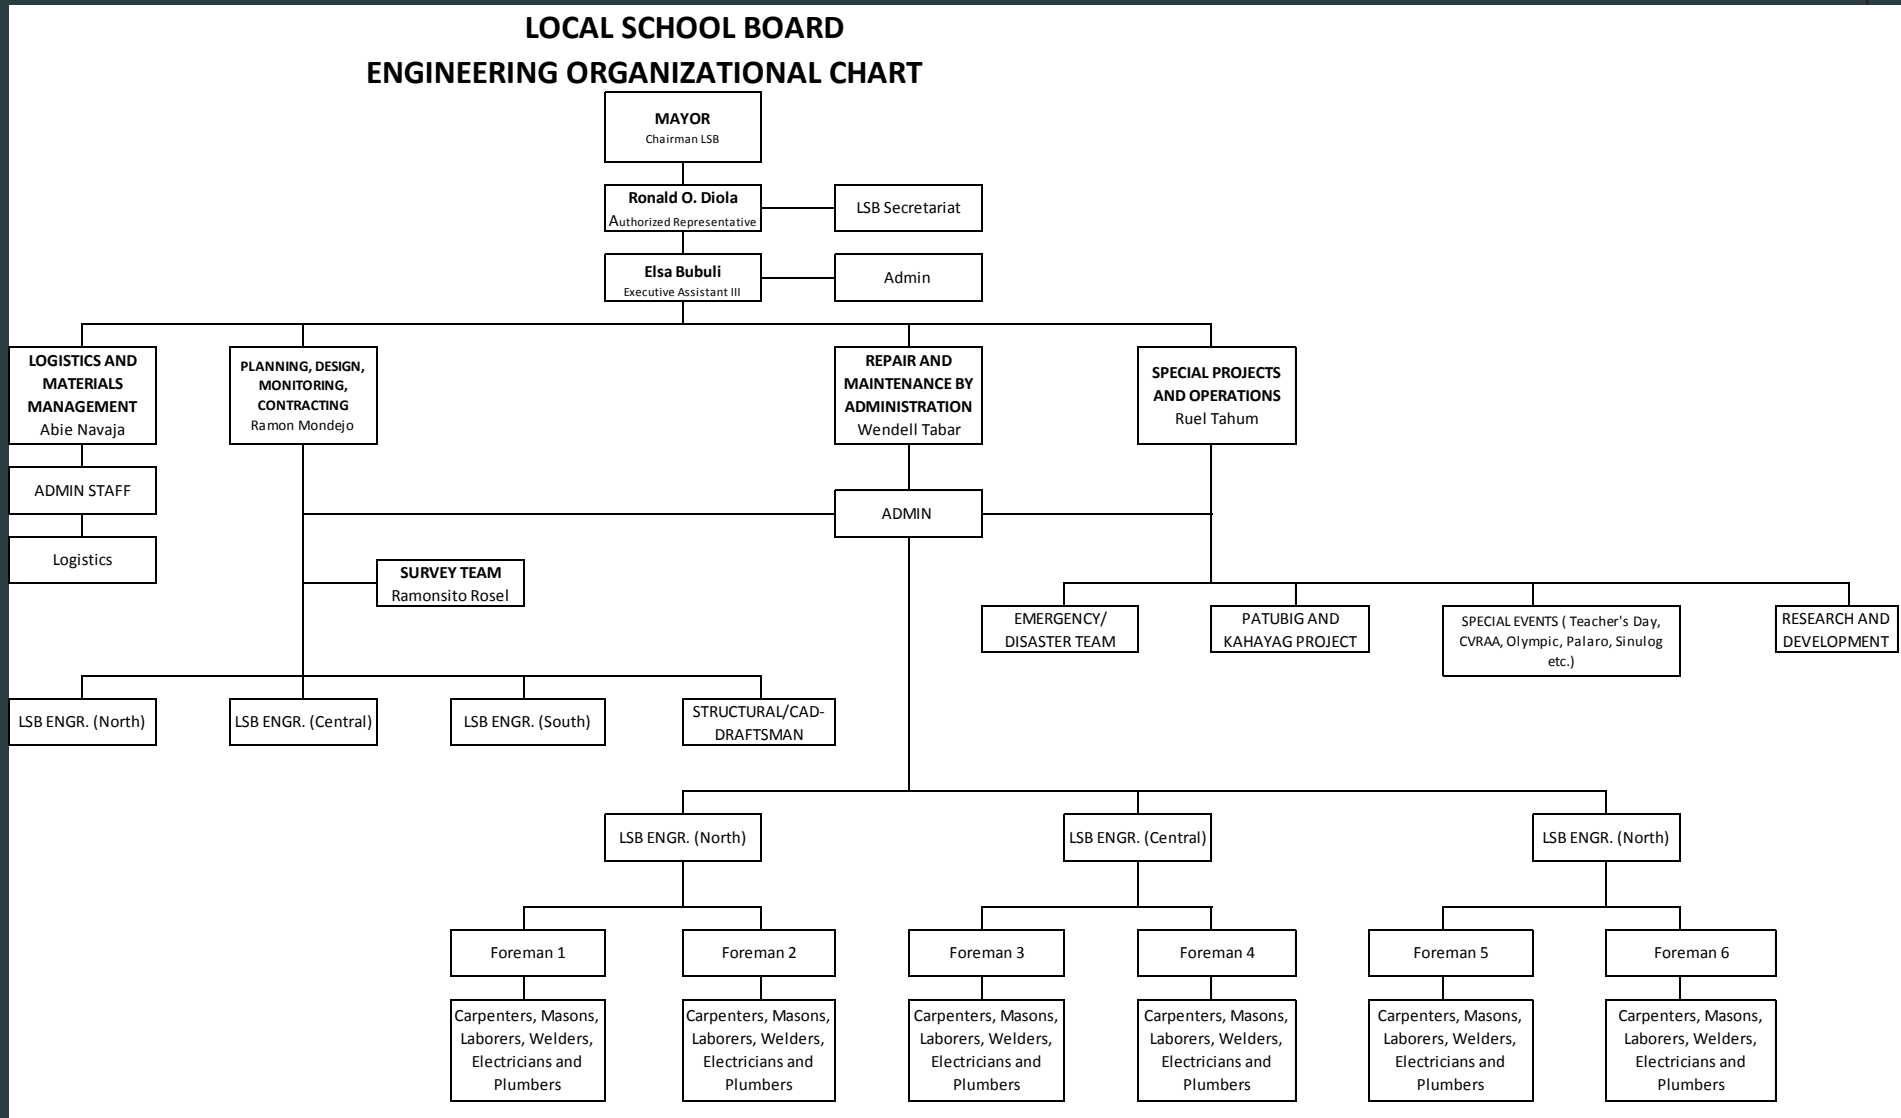 LOCAL SCHOOL BOARD
ENGINEERING ORGANIZATIONAL CHART
MAYOR
Chairman LSB
Ronald O. Diola
Authorized Representative
LSB Secretariat
Elsa Bubuli
Executive Assistant III
Admin
LOGISTICS AND
MATERIALS
MANAGEMENT
Abie Navaja
PLANNING, DESIGN,
MONITORING,
CONTRACTING
Ramon Mondejo
REPAIR AND
MAINTENANCE BY
ADMINISTRATION
Wendell Tabar
SPECIAL PROJECTS
AND OPERATIONS
Ruel Tahum
ADMIN STAFF
ADMIN
Logistics
SURVEY TEAM
Ramonsito Rosel
EMERGENCY/
DISASTER TEAM
PATUBIG AND
KAHAYAG PROJECT
SPECIAL EVENTS ( Teacher's Day,
CVRAA, Olympic, Palaro, Sinulog
etc.)
RESEARCH AND
DEVELOPMENT
LSB ENGR. (North)
LSB ENGR. (Central)
LSB ENGR. (South)
STRUCTURAL/CAD-
DRAFTSMAN
LSB ENGR. (North)
LSB ENGR. (Central)
LSB ENGR. (North)
Foreman 1
Foreman 2
Foreman 3
Foreman 4
Foreman 5
Foreman 6
Carpenters, Masons,
Laborers, Welders,
Electricians and
Plumbers
Carpenters, Masons,
Laborers, Welders,
Electricians and
Plumbers
Carpenters, Masons,
Laborers, Welders,
Electricians and
Plumbers
Carpenters, Masons,
Laborers, Welders,
Electricians and
Plumbers
Carpenters, Masons,
Laborers, Welders,
Electricians and
Plumbers
Carpenters, Masons,
Laborers, Welders,
Electricians and
Plumbers